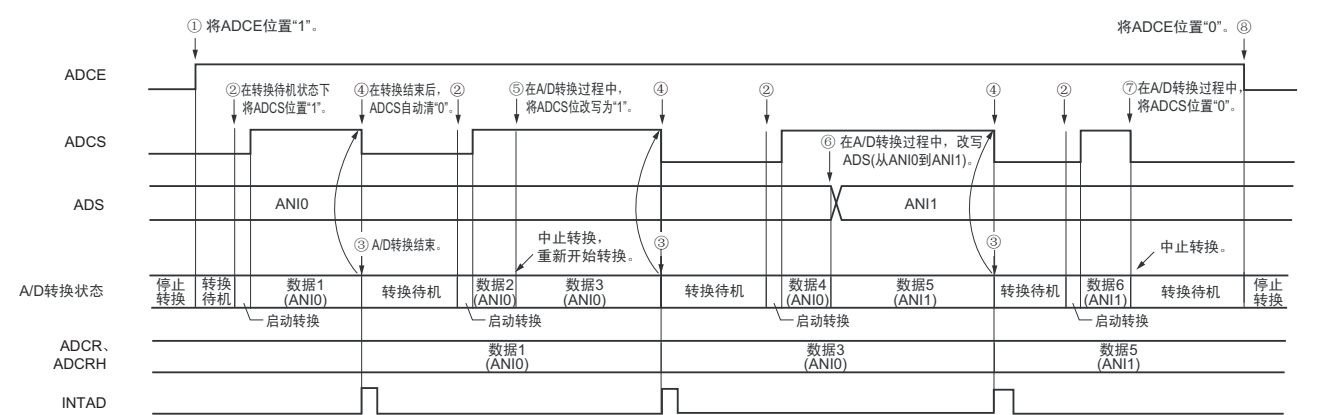 ① 将ADCE位置“1”。
将ADCE位置“0”。⑧
ADCE
②在转换待机状态下
将ADCS位置“1”。
④在转换结束后，
ADCS自动清“0”。
②
⑤在A/D转换过程中，
将ADCS位改写为“1”。
④
②
④
②
⑦在A/D转换过程中，
将ADCS位置“0”。
ADCS
⑥ 在A/D转换过程中，改写
ADS(从ANI0到ANI1)。
ADS
ANI0
ANI1
③ A/D转换结束。
中止转换，
重新开始转换。
③
③
中止转换。
A/D转换状态
停止
转换
转换
待机
数据1
(ANI0)
转换待机
数据2
(ANI0)
数据3
(ANI0)
转换待机
数据4
(ANI0)
数据5
(ANI1)
转换待机
数据6
(ANI1)
转换待机
停止
转换
启动转换
启动转换
启动转换
启动转换
ADCR、
ADCRH
数据1
(ANI0)
数据3
(ANI0)
数据5
(ANI1)
INTAD